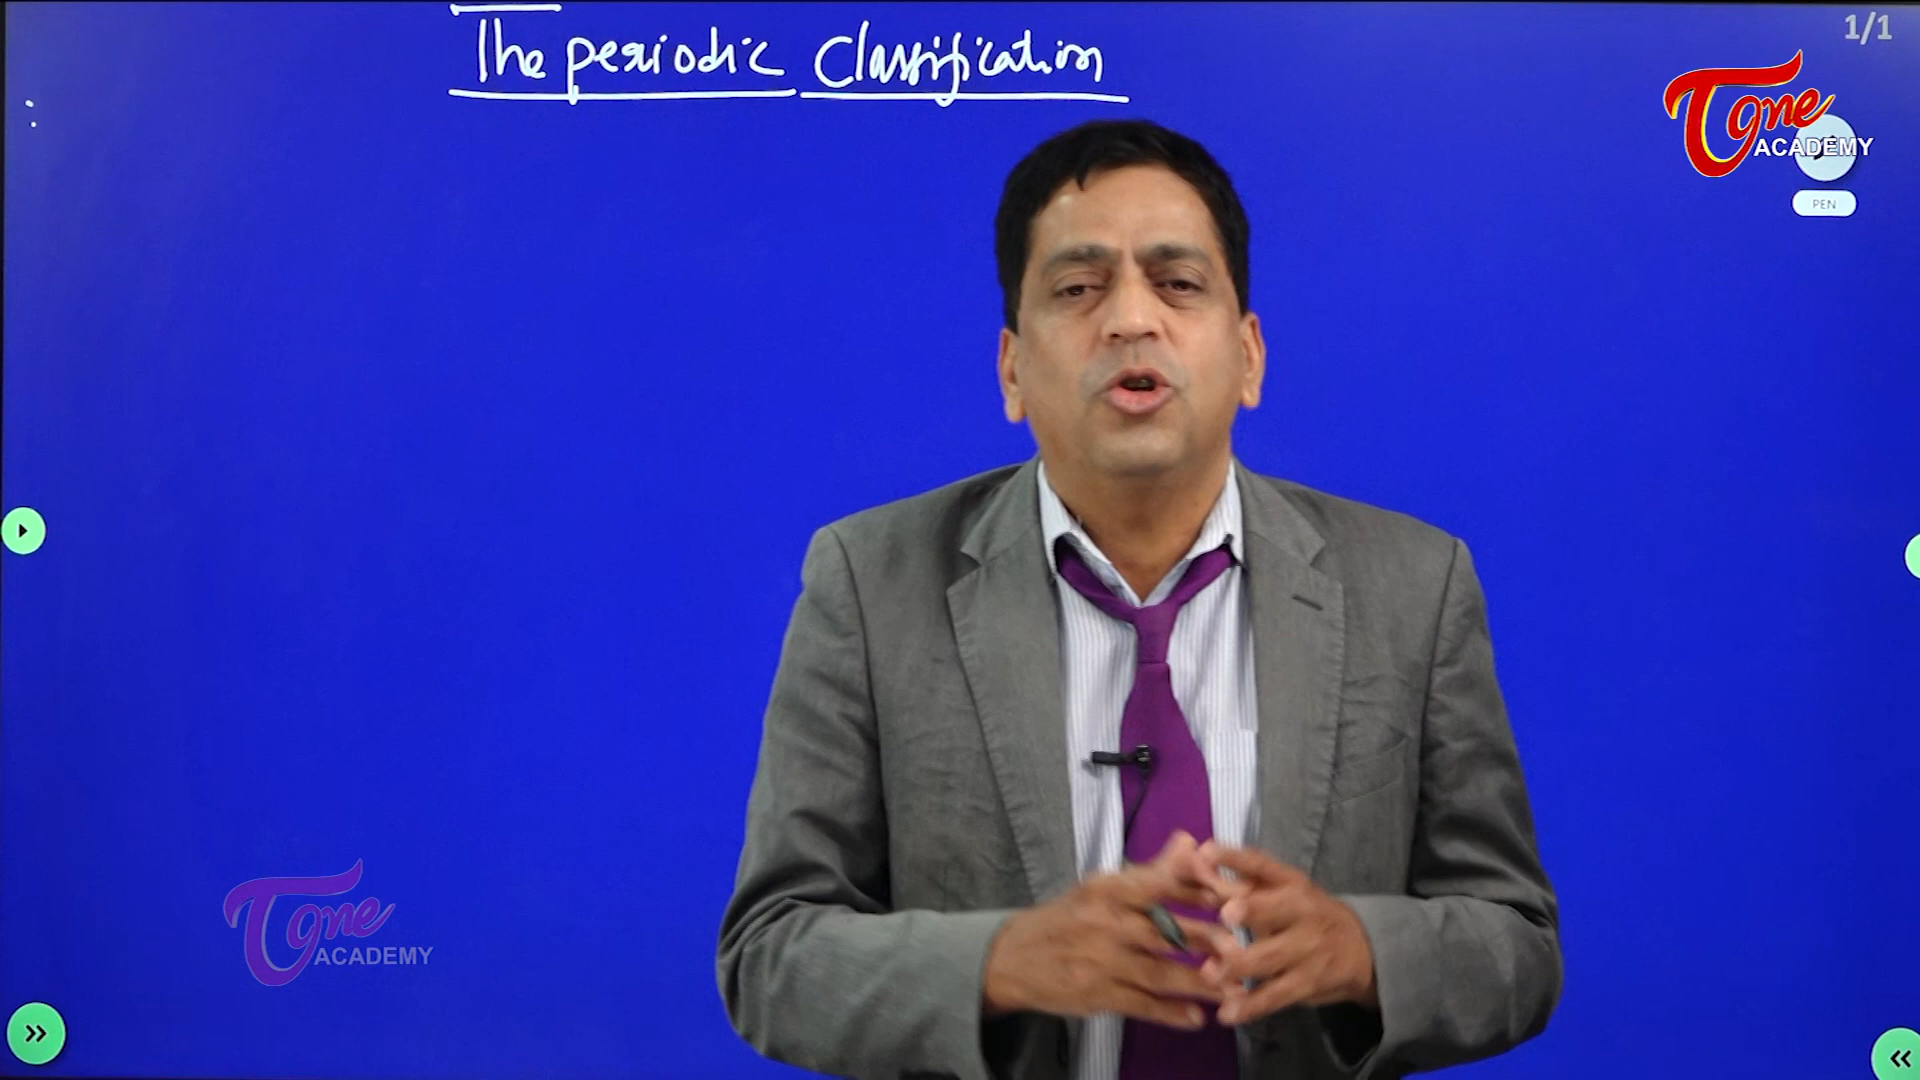 The periodic Classification
1/1
Tone
ACADEMY
PEN
Tone
ACADEMY